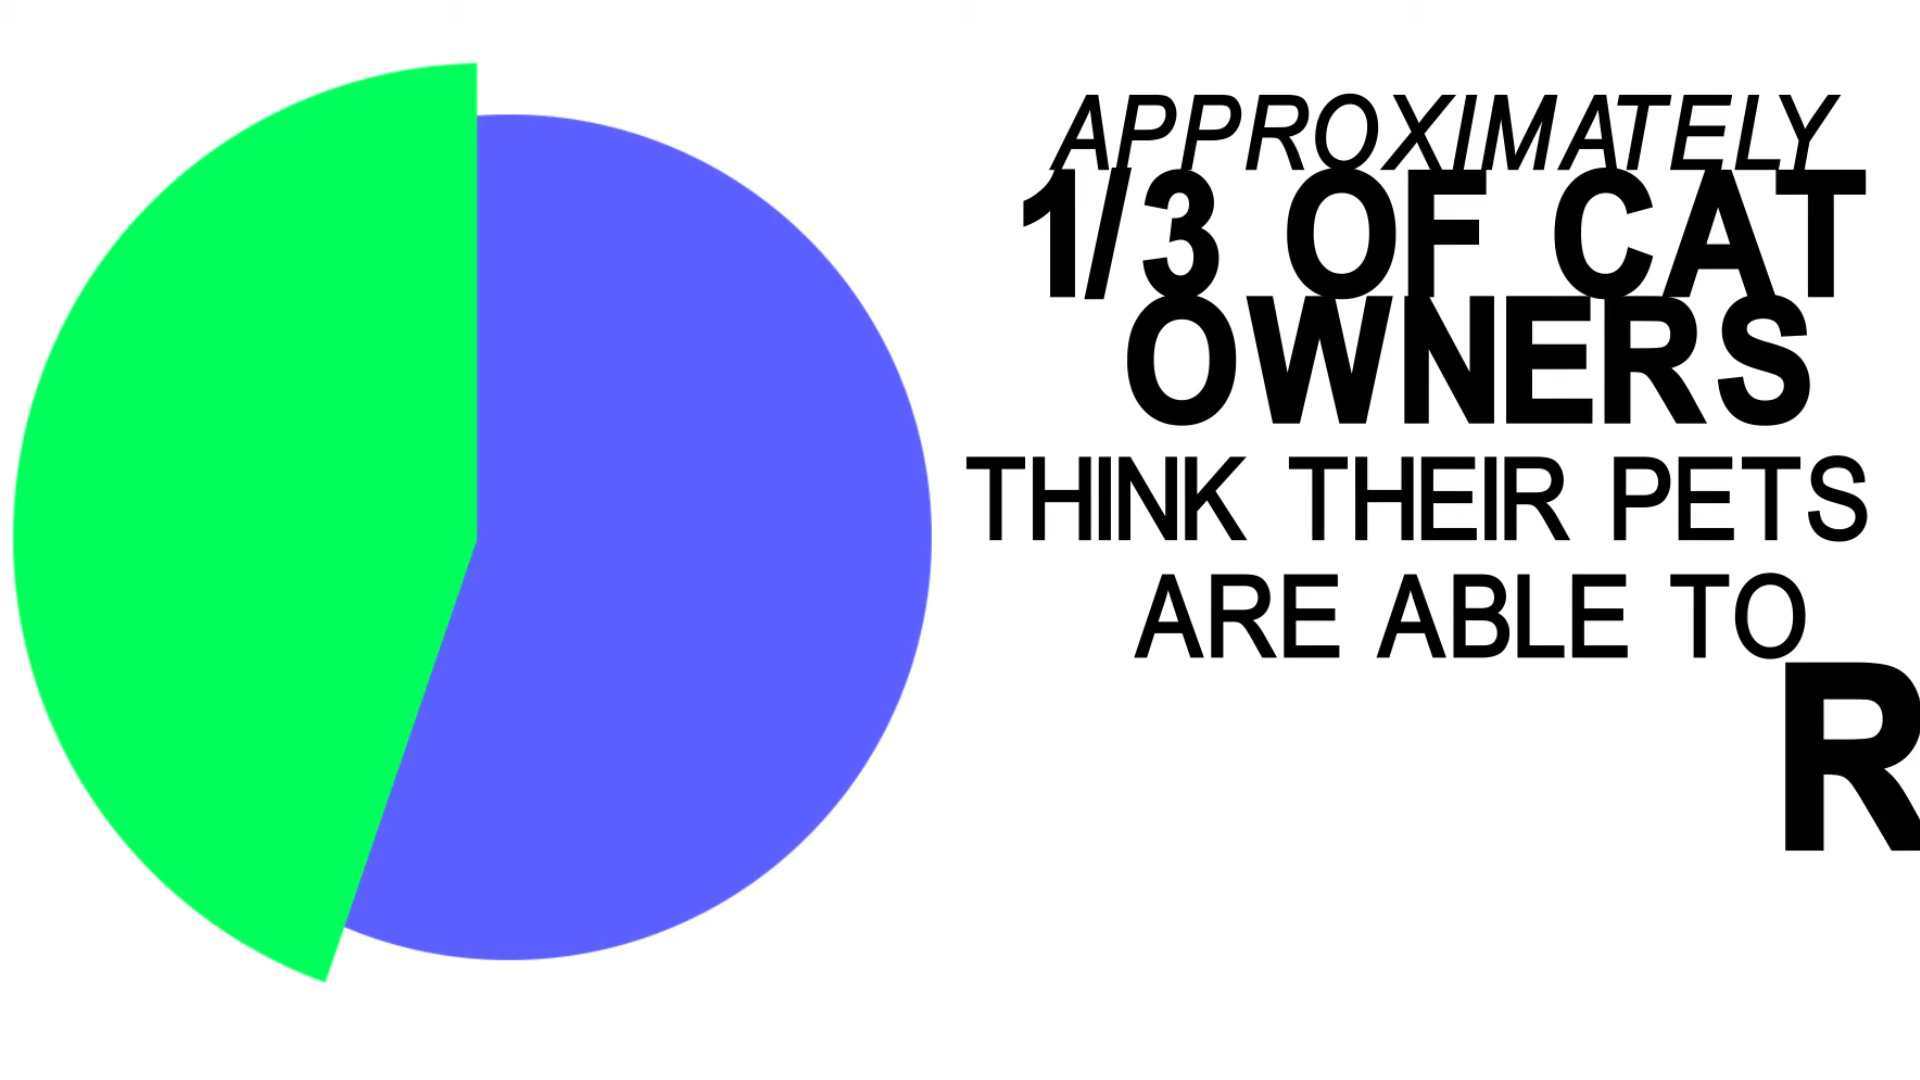 APPROXIMATELY
1/3 OF CAT
OWNERS
THINK THEIR PETS
ARE ABLE TO
R